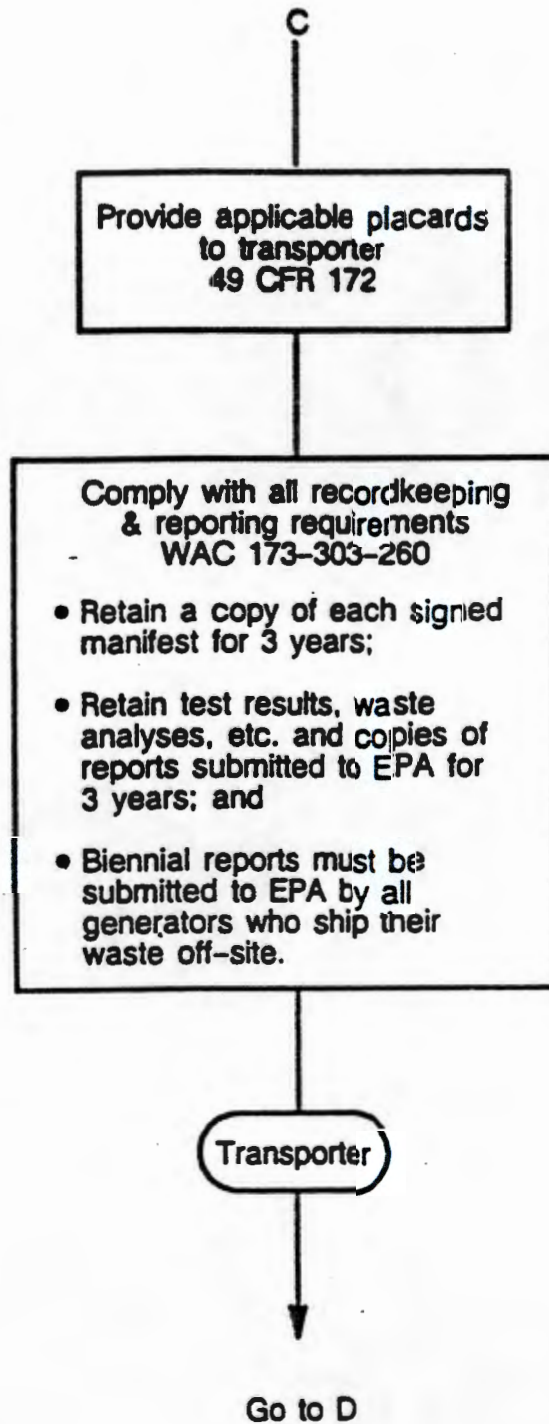 C
Provide applicable placards
to transporter
49 CFR 172
Comply with all recordkeeping
& reporting requirements
WAC 173-303-260
• Retain a copy of each signed
manifest for 3 years;
• Retain test results, waste
analyses, etc. and copies of
reports submitted to EPA for
3 years; and
• Biennial reports must be
submitted to EPA by all
generators who ship their
waste off-site.
Transporter
Go to D